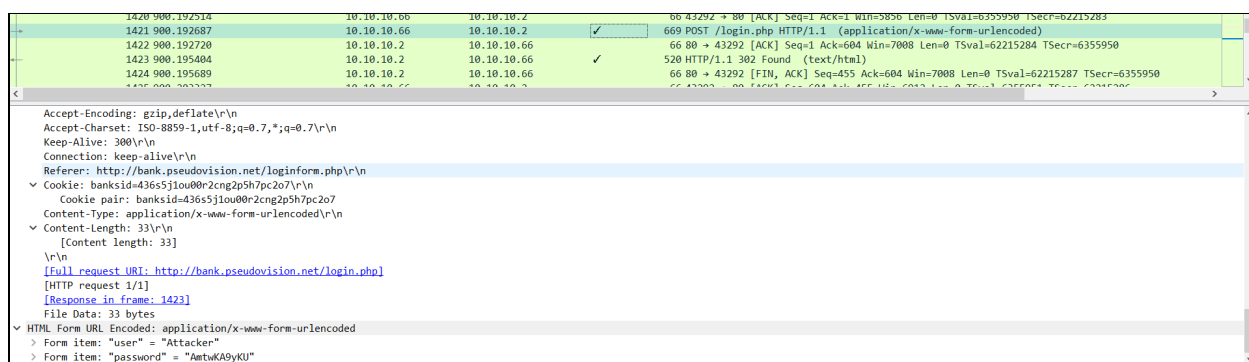 1420 900.192514 10.10.10.66 10.10.10.2 66 43292 → 80 [ACK] Seq=1 Ack=1 Win=5856 Len=0 TSval=6355950 TSecr=62215283
1421 900.192687 10.10.10.66 10.10.10.2 ✓ 669 POST /login.php HTTP/1.1 (application/x-www-form-urlencoded)
1422 900.192720 10.10.10.2 10.10.10.66 66 80 → 43292 [ACK] Seq=1 Ack=604 Win=7008 Len=0 TSval=62215284 TSecr=6355950
1423 900.195404 10.10.10.2 10.10.10.66 ✓ 520 HTTP/1.1 302 Found (text/html)
1424 900.195689 10.10.10.2 10.10.10.66 66 80 → 43292 [FIN, ACK] Seq=455 Ack=604 Win=7008 Len=0 TSval=62215287 TSecr=6355950
Accept-Encoding: gzip,deflate\r\n
Accept-Charset: ISO-8859-1,utf-8;q=0.7,*;q=0.7\r\n
Keep-Alive: 300\r\n
Connection: keep-alive\r\n
Referer: http://bank.pseudovision.net/loginform.php\r\n
Cookie: banksid=436s5j1ou00r2cng2p5h7pc2o7\r\n
Cookie pair: banksid=436s5j1ou00r2cng2p5h7pc2o7
Content-Type: application/x-www-form-urlencoded\r\n
Content-Length: 33\r\n
[Content length: 33]
\r\n
[Full request URI: http://bank.pseudovision.net/login.php]
[HTTP request 1/1]
[Response in frame: 1423]
File Data: 33 bytes
HTML Form URL Encoded: application/x-www-form-urlencoded
Form item: "user" = "Attacker"
Form item: "password" = "AmtwKA9yKU"